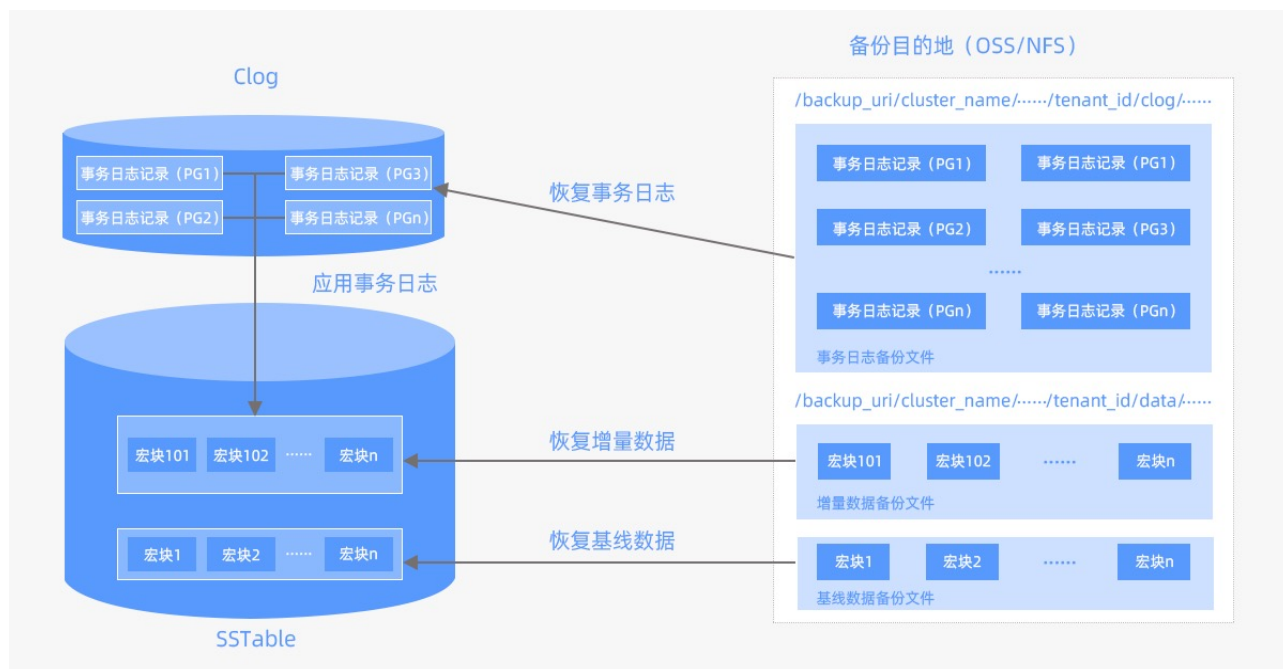 备份目的地（OSS/NFS）
Clog
/backup_uri/cluster_name/……/tenant_id/clog/……
事务日志记录（PG1） 事务日志记录（PG3）
事务日志记录（PG2） 事务日志记录（PGn）
恢复事务日志
事务日志记录（PG1） 事务日志记录（PG1）
事务日志记录（PG2） 事务日志记录（PG3）
……
事务日志记录（PGn） 事务日志记录（PGn）
事务日志备份文件
应用事务日志
/backup_uri/cluster_name/……/tenant_id/data/……
宏块101 宏块102 …… 宏块n
恢复增量数据
宏块101 宏块102 …… 宏块n
增量数据备份文件
宏块1 宏块2 …… 宏块n
恢复基线数据
宏块1 宏块2 …… 宏块n
基线数据备份文件
SSTable